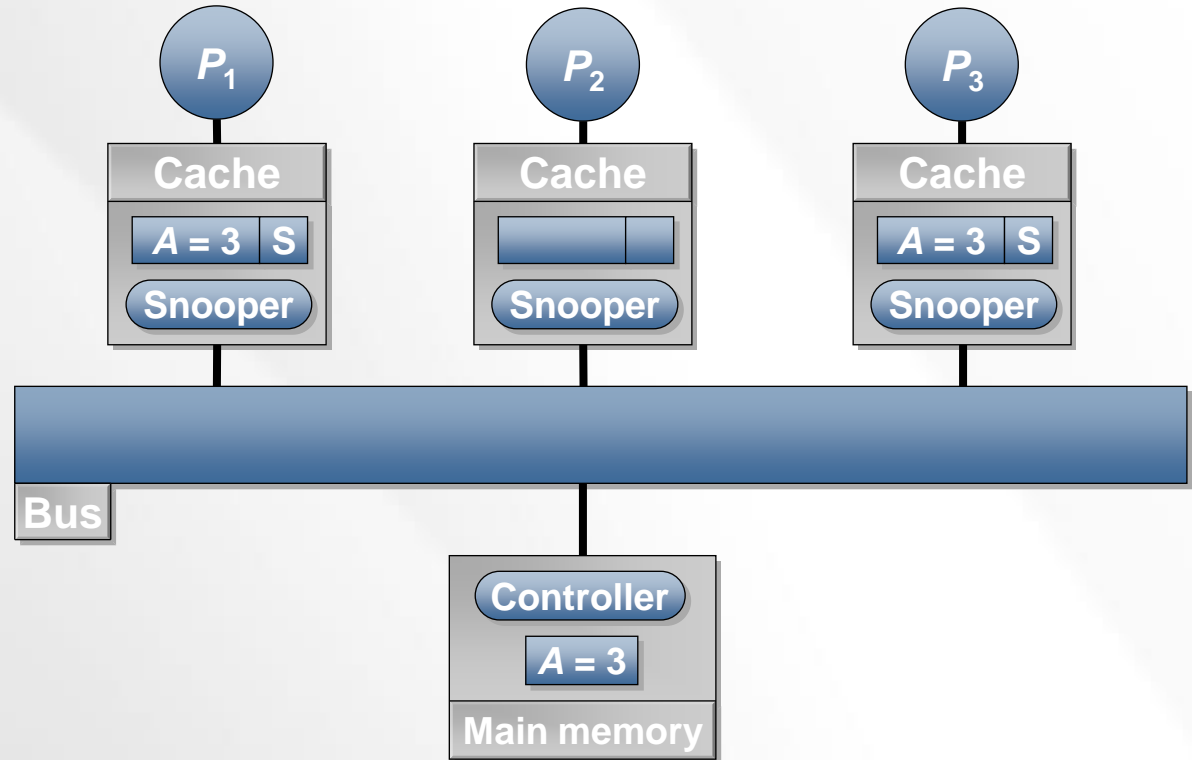 P1
P2
P3
Cache
Cache
Cache
A = 3 S
A = 3 S
Snooper
Snooper
Snooper
Bus
Controller
A = 3
Main memory